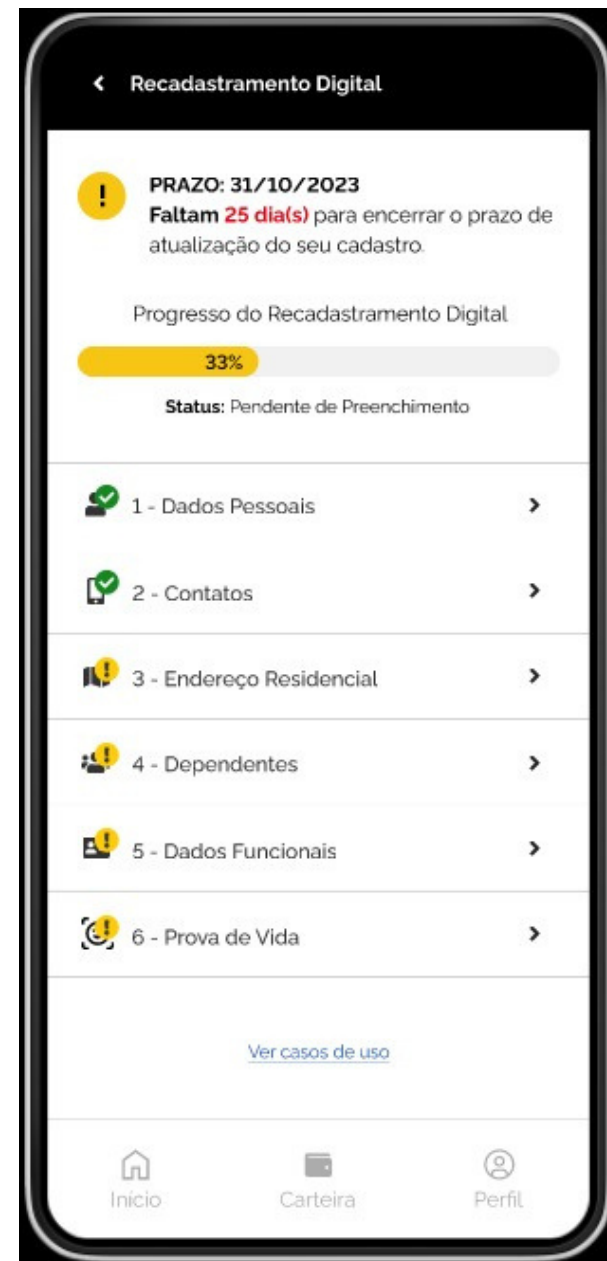 Recadastramento Digital
PRAZO: 31/10/2023
Faltam 25 dia(s) para encerrar o prazo de
atualização do seu cadastro.
Progresso do Recadastramento Digital
33%
Status: Pendente de Preenchimento
1 - Dados Pessoais
2 - Contatos
3 - Endereço Residencial
4 - Dependentes
5 - Dados Funcionais
6 - Prova de Vida
Ver casos de uso
Início Carteira Perfil